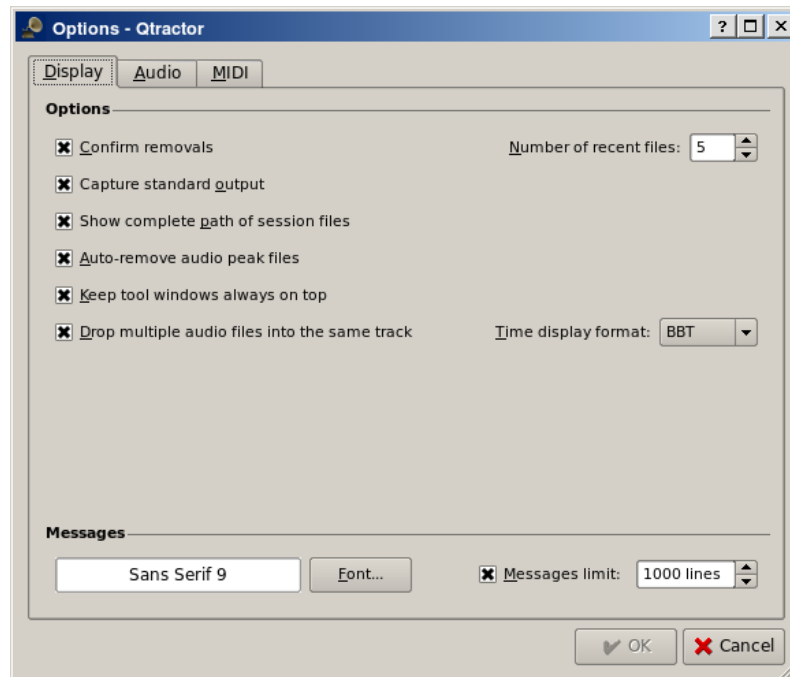 Options - Qtractor
Display Audio MIDI
Options
Confirm removals Number of recent files: 5
Capture standard output
Show complete path of session files
Auto-remove audio peak files
Keep tool windows always on top
Drop multiple audio files into the same track Time display format: BBT
Messages
Sans Serif 9 Font... Messages limit: 1000 lines
OK Cancel